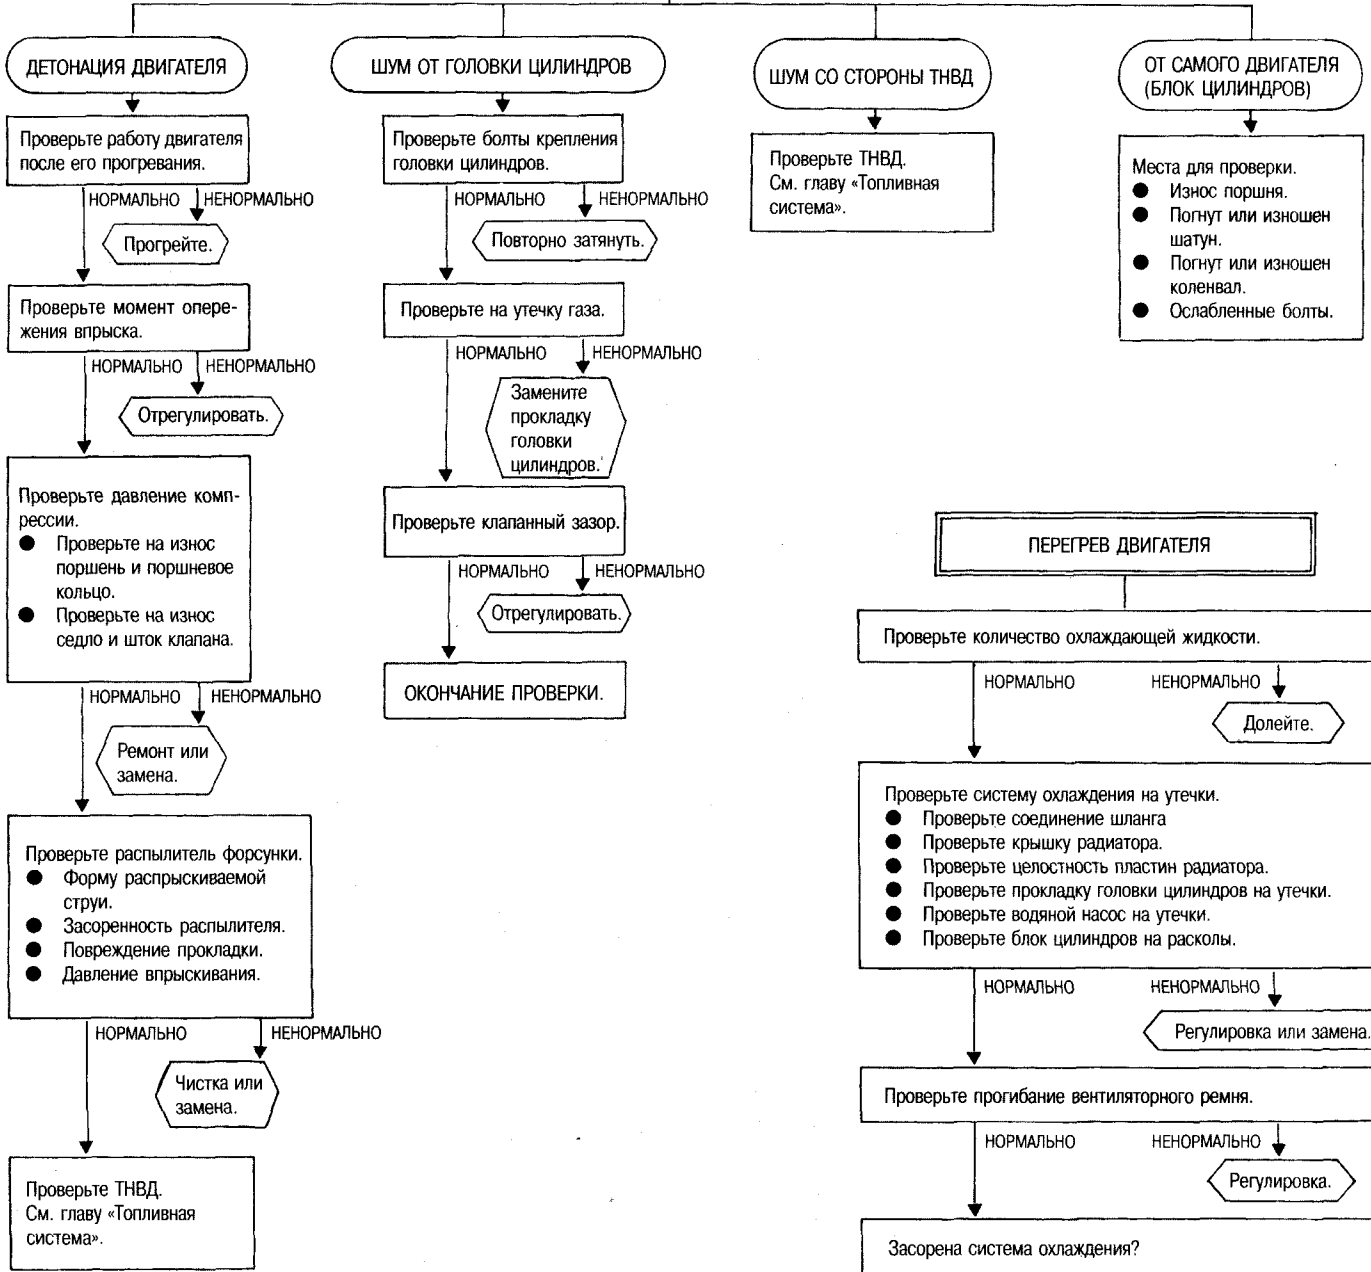 ДЕТОНАЦИЯ ДВИГАТЕЛЯ
Проверьте работу двигателя
после его прогревания.
НОРМАЛЬНО
НЕНОРМАЛЬНО
Прогрейте.
Проверьте момент опере-
жения впрыска.
НОРМАЛЬНО
НЕНОРМАЛЬНО
Отрегулировать.
Проверьте давление комп-
рессии.
● Проверьте на износ
поршень и поршневое
кольцо.
● Проверьте на износ
седло и шток клапана.
НОРМАЛЬНО
НЕНОРМАЛЬНО
Ремонт или
замена.
Проверьте распылитель форсунки.
● Форму распрыскиваемой
струи.
● Засоренность распылителя.
● Повреждение прокладки.
● Давление впрыскивания.
НОРМАЛЬНО
НЕНОРМАЛЬНО
Чистка или
замена.
Проверьте ТНВД.
См. главу «Топливная
система».
ШУМ ОТ ГОЛОВКИ ЦИЛИНДРОВ
Проверьте болты крепления
головки цилиндров.
НОРМАЛЬНО
НЕНОРМАЛЬНО
Повторно затянуть.
Проверьте на утечку газа.
НОРМАЛЬНО
НЕНОРМАЛЬНО
Замените
прокладку
головки
цилиндров.
Проверьте клапанный зазор.
НОРМАЛЬНО
НЕНОРМАЛЬНО
Отрегулировать.
ОКОНЧАНИЕ ПРОВЕРКИ.
ШУМ СО СТОРОНЫ ТНВД
Проверьте ТНВД.
См. главу «Топливная
система».
ОТ САМОГО ДВИГАТЕЛЯ
(БЛОК ЦИЛИНДРОВ)
Места для проверки.
● Износ поршня.
● Погнут или изношен
шатун.
● Погнут или изношен
коленвал.
● Ослабленные болты.
ПЕРЕГРЕВ ДВИГАТЕЛЯ
Проверьте количество охлаждающей жидкости.
НОРМАЛЬНО
НЕНОРМАЛЬНО
Долейте.
Проверьте систему охлаждения на утечки.
● Проверьте соединение шланга
● Проверьте крышку радиатора.
● Проверьте целостность пластин радиатора.
● Проверьте прокладку головки цилиндров на утечки.
● Проверьте водяной насос на утечки.
● Проверьте блок цилиндров на расколы.
НОРМАЛЬНО
НЕНОРМАЛЬНО
Регулировка или замена.
Проверьте прогибание вентиляторного ремня.
НОРМАЛЬНО
НЕНОРМАЛЬНО
Регулировка.
Засорена система охлаждения?